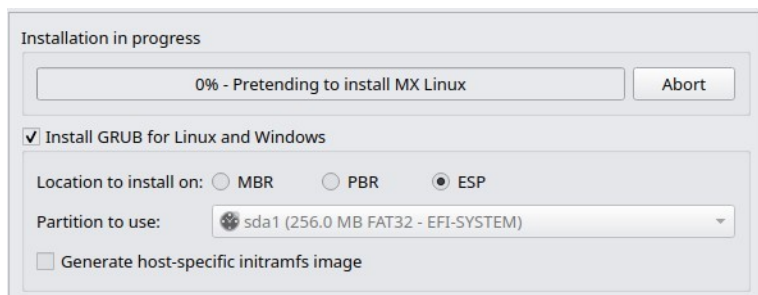 Installation in progress
0% - Pretending to install MX Linux
Abort
Install GRUB for Linux and Windows
Location to install on: MBR PBR ESP
Partition to use: sda1 (256.0 MB FAT32 - EFI-SYSTEM)
Generate host-specific initramfs image